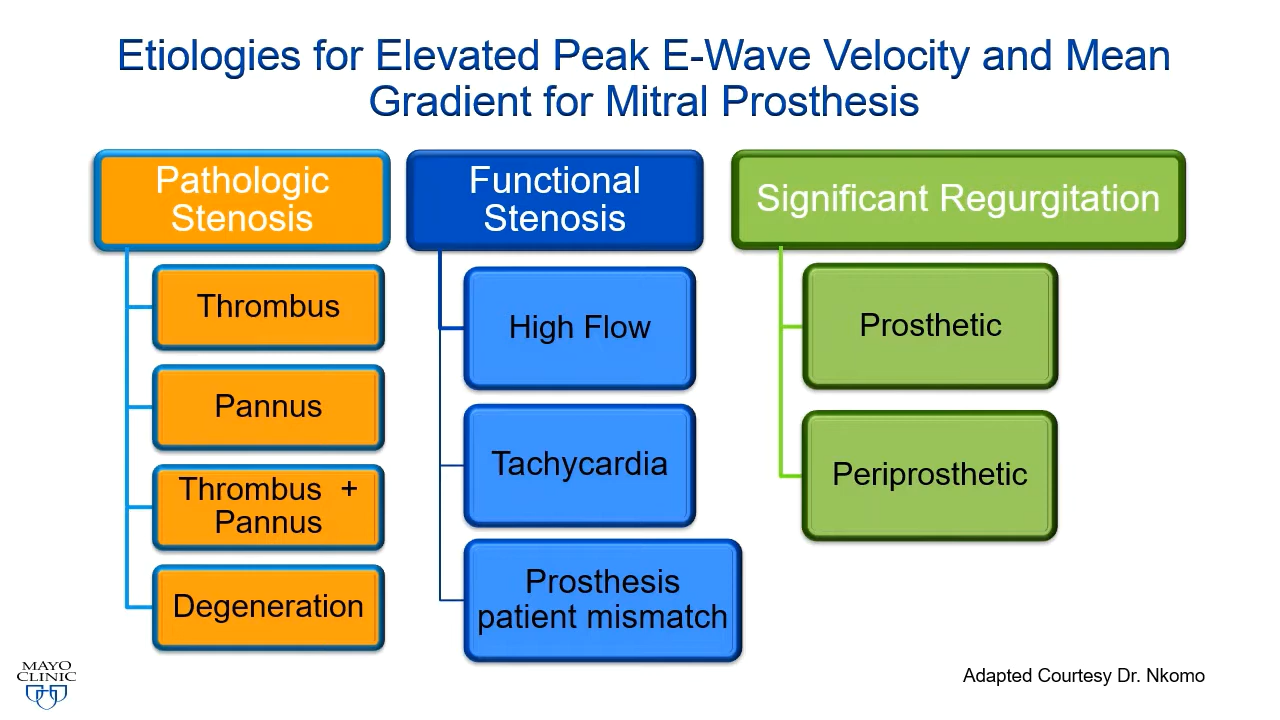 Etiologies for Elevated Peak E-Wave Velocity and Mean
Gradient for Mitral Prosthesis
Pathologic
Stenosis
Thrombus
Pannus
Thrombus +
Pannus
Degeneration
Functional
Stenosis
High Flow
Tachycardia
Prosthesis
patient mismatch
Significant Regurgitation
Prosthetic
Periprosthetic
MAYO
CLINIC
Adapted Courtesy Dr. Nkomo